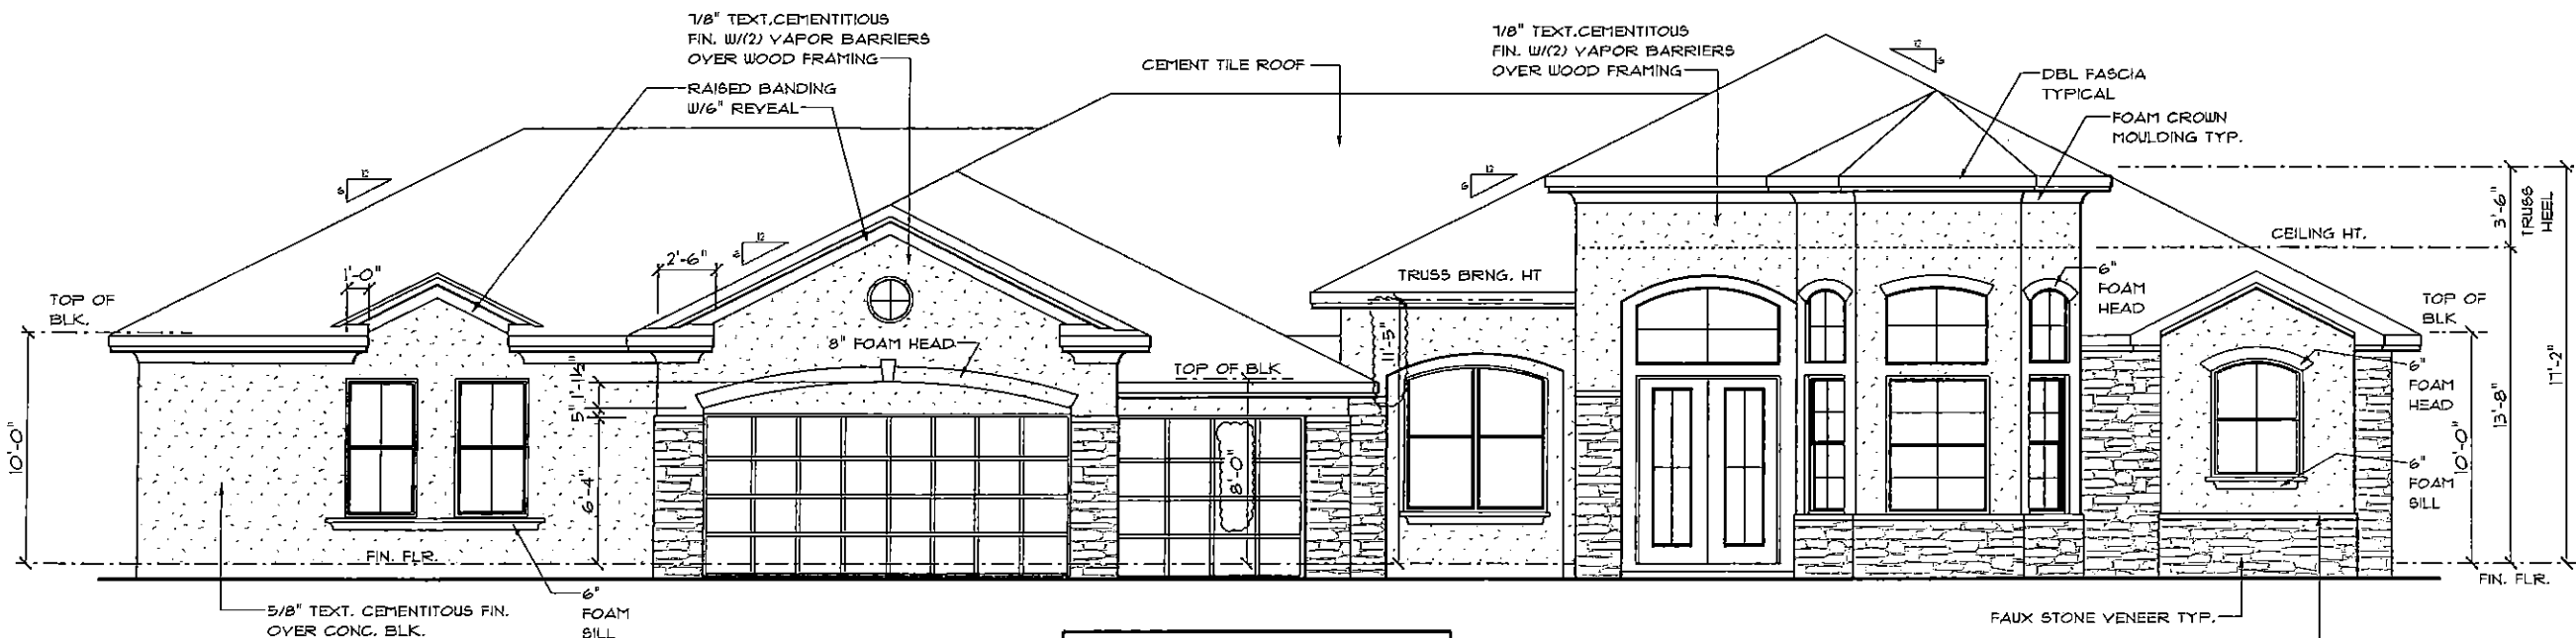 7/8" TEXT.CEMENTITIOUS
FIN. W/(2) VAPOR BARRIERS
OVER WOOD FRAMING
RAISED BANDING
W/6" REVEAL
CEMENT TILE ROOF
7/8" TEXT.CEMENTITOUS
FIN. W/(2) VAPOR BARRIERS
OVER WOOD FRAMING
12
6
DBL FASCIA
TYPICAL
FOAM CROWN
MOULDING TYP.
12
6
12
6
12
6
3'-6"
TRUSS
HEEL
CEILING HT.
2'-6"
1'-0"
TRUSS BRNG. HT
6"
FOAM
HEAD
TOP OF
BLK.
TOP OF
BLK
8" FOAM HEAD
11'-5"
17'-2"
TOP OF BLK
5"
6"
FOAM
HEAD
10'-0"
6'-4"
8'-0"
10'-0"
13'-8"
6"
FOAM
SILL
FIN. FLR.
FIN. FLR.
5/8" TEXT. CEMENTITOUS FIN.
OVER CONC. BLK.
6"
FOAM
SILL
FAUX STONE VENEER TYP.